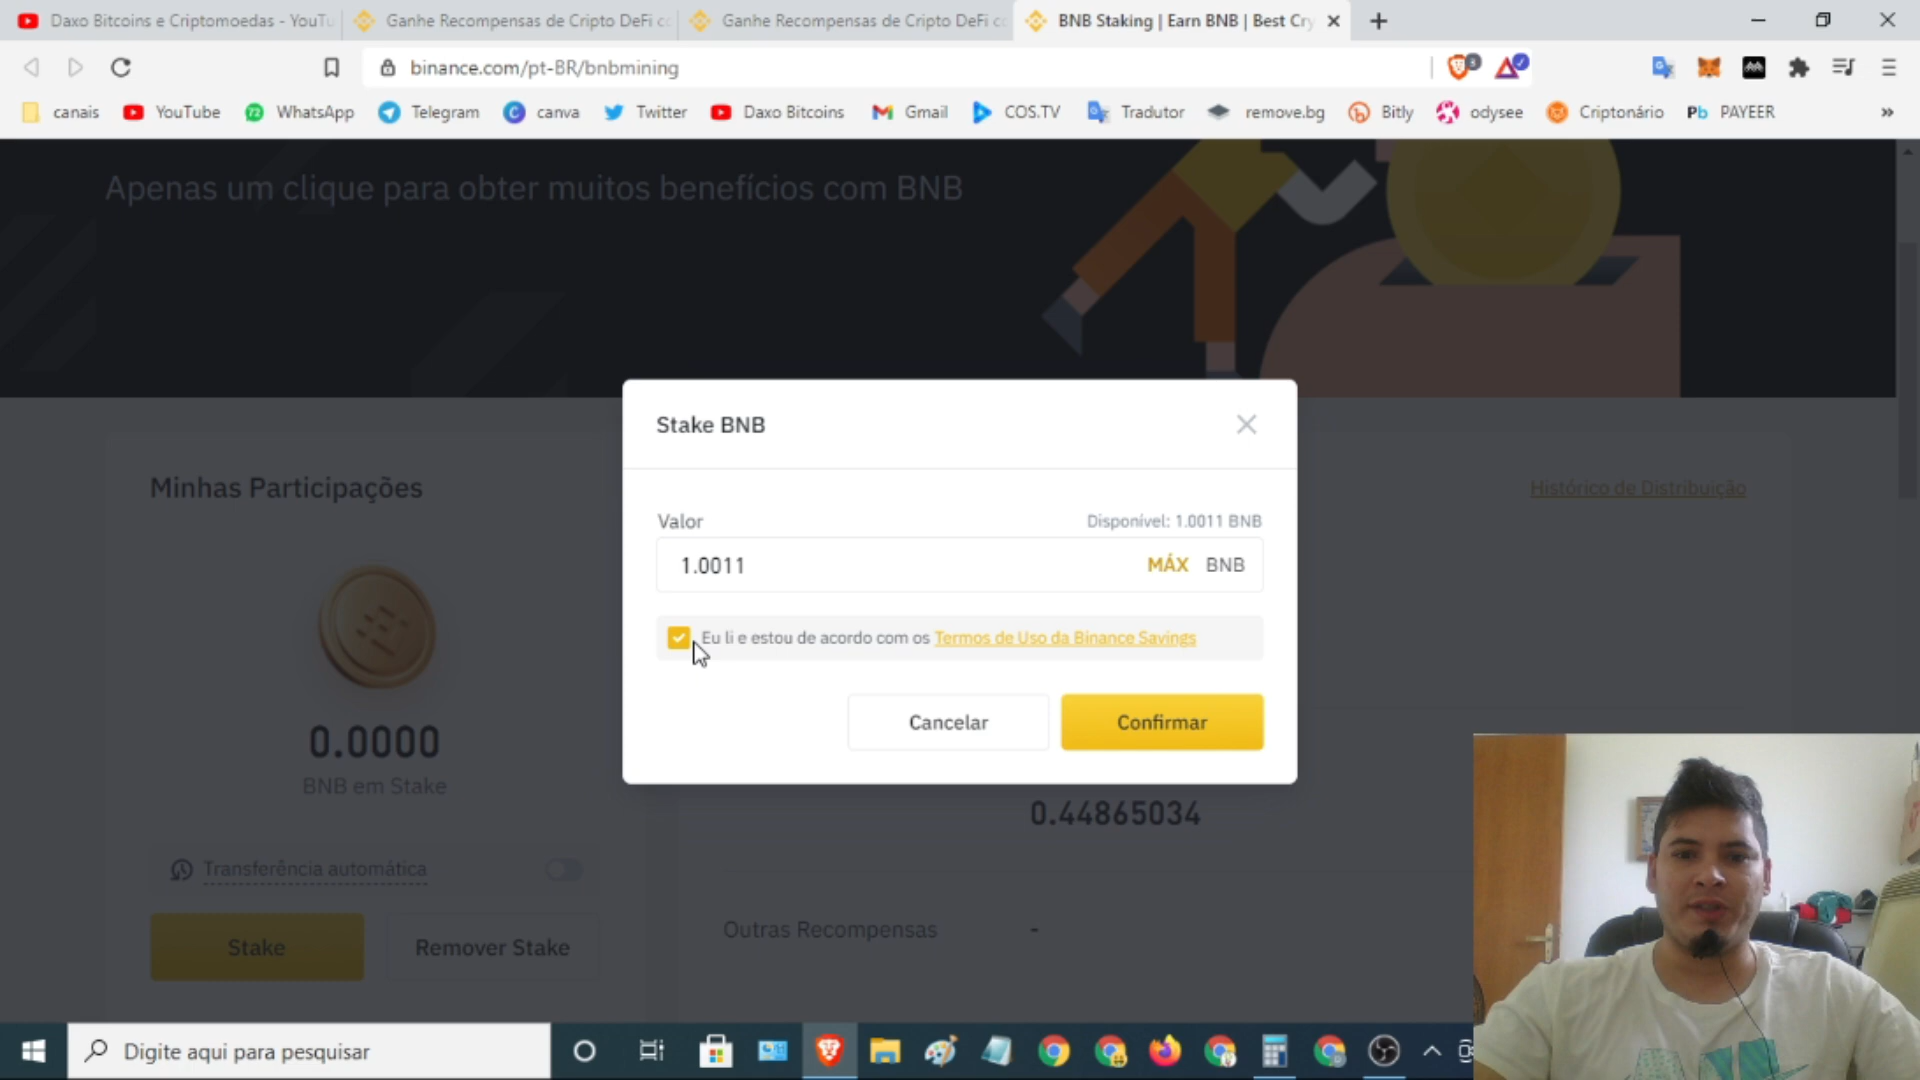 Daxo Bitcoins e Criptomoedas - YouTu
Ganhe Recompensas de Cripto DeFi co
Ganhe Recompensas de Cripto DeFi co
BNB Staking | Earn BNB | Best Cry
binance.com/pt-BR/bnbmining
canais
YouTube
WhatsApp
Telegram
canva
Twitter
Daxo Bitcoins
Gmail
COS.TV
Tradutor
remove.bg
Bitly
odysee
Criptonário
Pb PAYEER
Apenas um clique para obter muitos benefícios com BNB
Minhas Participações
Histórico de Distribuição
Stake BNB
Valor
Disponível: 1.0011 BNB
1.0011
MÁX BNB
Eu li e estou de acordo com os Termos de Uso da Binance Savings
Cancelar
Confirmar
0.0000
BNB em Stake
0.44865034
Transferência automática
Stake
Remover Stake
Outras Recompensas
-
Digite aqui para pesquisar